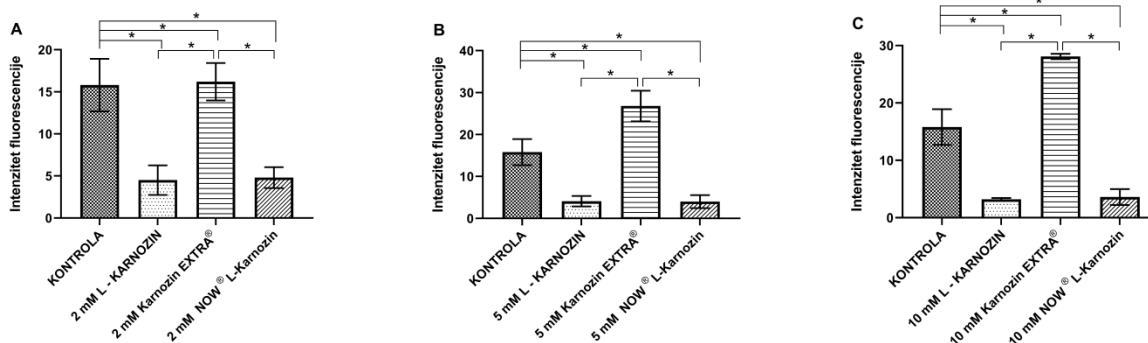 A
*
*
*
*
*
Intenzitet fluorescencije
20
15
10
5
0
KONTROLA
2 mM L - KARNOZIN
2 mM Karnozin EXTRA®
2 mM NOW® L-Karnozin
B
*
*
*
*
*
Intenzitet fluorescencije
40
30
20
10
0
KONTROLA
5 mM L - KARNOZIN
5 mM Karnozin EXTRA®
5 mM NOW® L-Karnozin
C
*
*
*
*
*
Intenzitet fluorescencije
30
20
10
0
KONTROLA
10 mM L - KARNOZIN
10 mM Karnozin EXTRA®
10 mM NOW® L-Karnozin